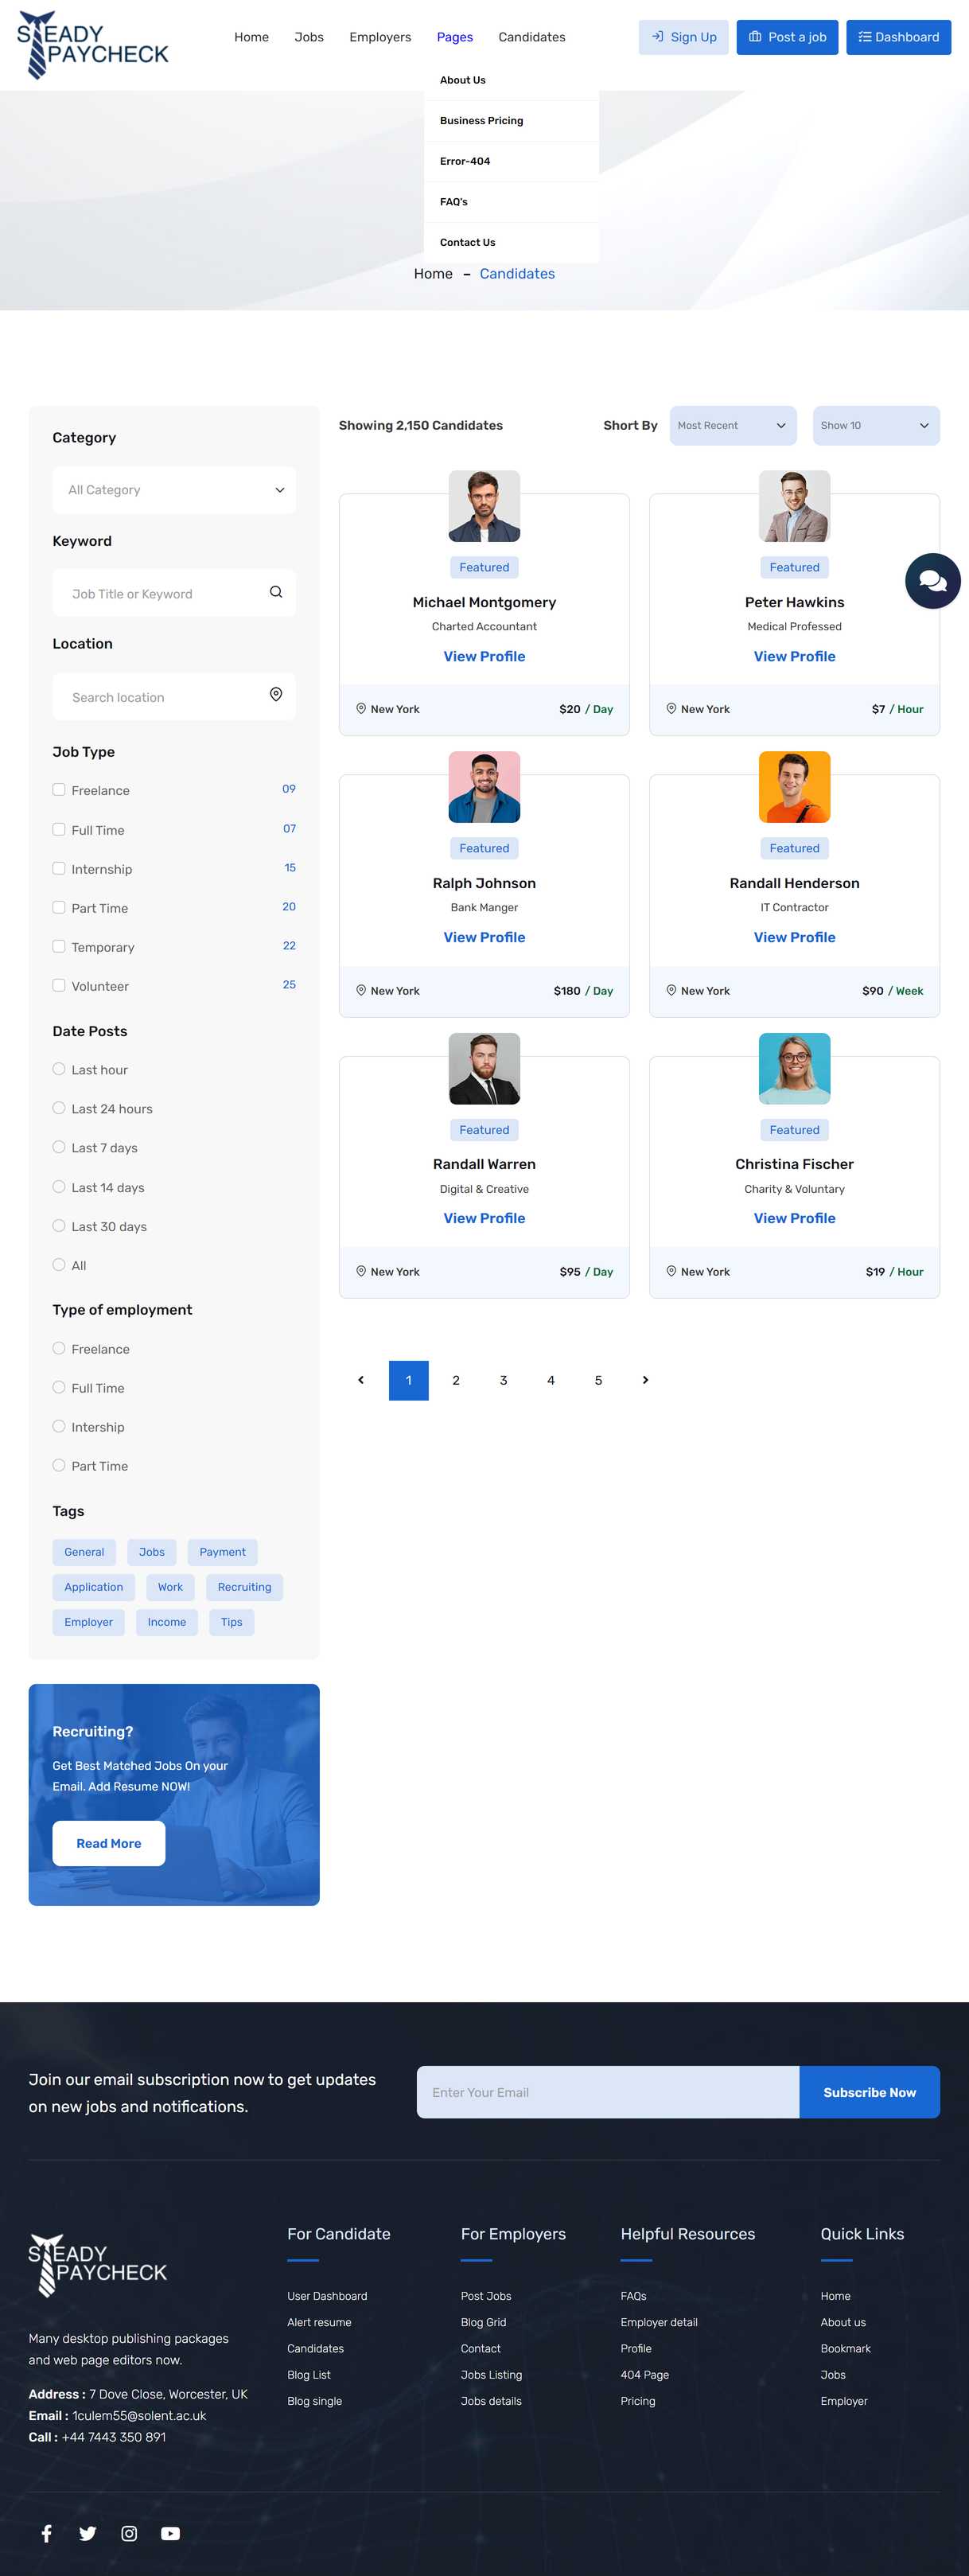 STEADY
PAYCHECK
Home
Jobs
Employers
Pages
Candidates
Sign Up
Post a job
Dashboard
About Us
Business Pricing
Error-404
FAQ's
Contact Us
Home – Candidates
Category
All Category
Keyword
Job Title or Keyword
Location
Search location
Job Type
Freelance 09
Full Time 07
Internship 15
Part Time 20
Temporary 22
Volunteer 25
Date Posts
Last hour
Last 24 hours
Last 7 days
Last 14 days
Last 30 days
All
Type of employment
Freelance
Full Time
Intership
Part Time
Tags
General Jobs Payment
Application Work Recruiting
Employer Income Tips
Recruiting?
Get Best Matched Jobs On your
Email. Add Resume NOW!
Read More
Showing 2,150 Candidates
Short By
Most Recent
Show 10
Featured
Michael Montgomery
Charted Accountant
View Profile
New York $20 / Day
Featured
Peter Hawkins
Medical Professed
View Profile
New York $7 / Hour
Featured
Ralph Johnson
Bank Manger
View Profile
New York $180 / Day
Featured
Randall Henderson
IT Contractor
View Profile
New York $90 / Week
Featured
Randall Warren
Digital & Creative
View Profile
New York $95 / Day
Featured
Christina Fischer
Charity & Voluntary
View Profile
New York $19 / Hour
1 2 3 4 5
Join our email subscription now to get updates
on new jobs and notifications.
Enter Your Email
Subscribe Now
STEADY
PAYCHECK
Many desktop publishing packages
and web page editors now.
Address : 7 Dove Close, Worcester, UK
Email : 1culem55@solent.ac.uk
Call : +44 7443 350 891
For Candidate
User Dashboard
Alert resume
Candidates
Blog List
Blog single
For Employers
Post Jobs
Blog Grid
Contact
Jobs Listing
Jobs details
Helpful Resources
FAQs
Employer detail
Profile
404 Page
Pricing
Quick Links
Home
About us
Bookmark
Jobs
Employer